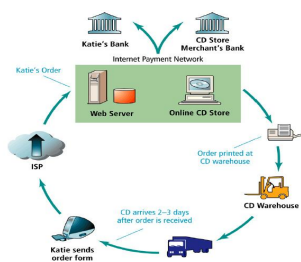 Katie's Bank
CD Store
Merchant's Bank
Internet Payment Network
Katie's Order
Web Server
Online CD Store
Order printed at
CD warehouse
ISP
CD Warehouse
CD arrives 2–3 days
after order is received
Katie sends
order form